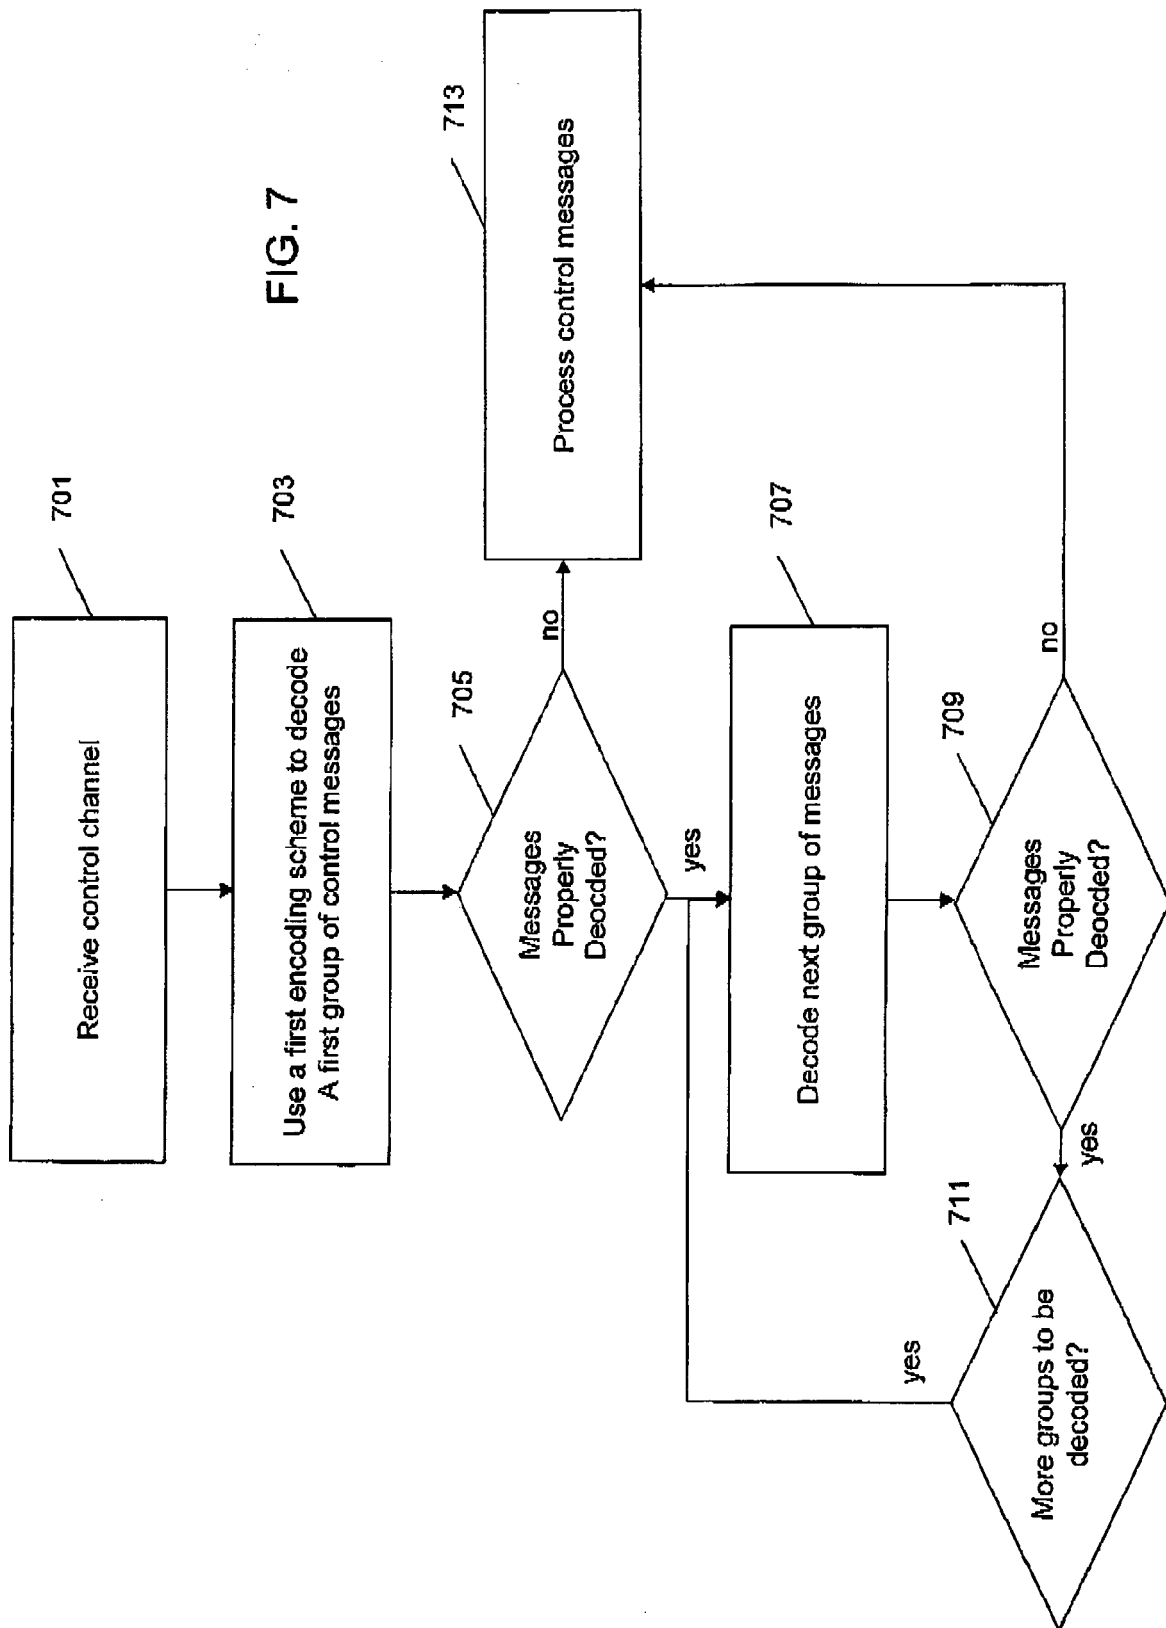 FIG. 7
701
Receive control channel
703
Use a first encoding scheme to decode
A first group of control messages
705
Messages
Properly
Deocded?
no
yes
713
Process control messages
707
Decode next group of messages
709
Messages
Properly
Deocded?
no
yes
711
More groups to be
decoded?
yes